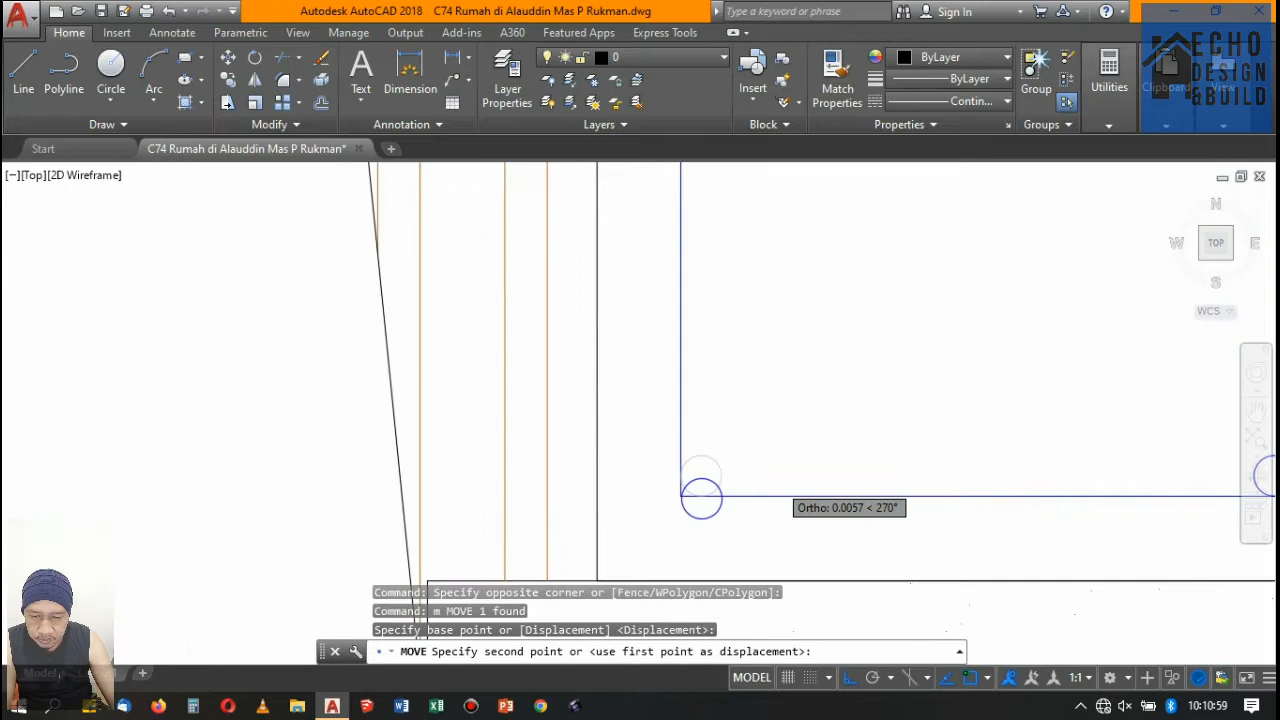 Autodesk AutoCAD 2018 C74 Rumah di Alauddin Mas P Rukman.dwg
Type a keyword or phrase
Sign In
Home Insert Annotate Parametric View Manage Output Add-ins A360 Featured Apps Express Tools
0
ByLayer
ByLayer
Contin...
Line Polyline Circle Arc
Text Dimension
Layer Properties
Insert
Match Properties
Group
Utilities
Clipboard
View
Draw Modify Annotation Layers Block Properties Groups
ECHO
DESIGN
&BUILD
Start
C74 Rumah di Alauddin Mas P Rukman*
[−][Top][2D Wireframe]
N
W TOP E
S
WCS
Ortho: 0.0057 < 270°
Command: Specify opposite corner or [Fence/WPolygon/CPolygon]:
Command: m MOVE 1 found
Specify base point or [Displacement] <Displacement>:
MOVE Specify second point or <use first point as displacement>:
Model
MODEL
1:1
10:10:59